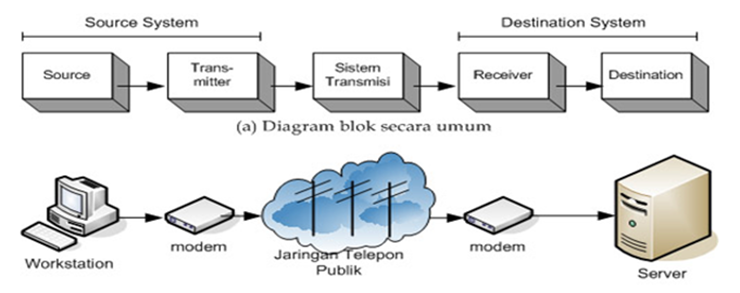 Source System
Destination System
Source
Trans-
mitter
Sistem
Transmisi
Receiver
Destination
(a) Diagram blok secara umum
Workstation
modem
Jaringan Telepon
Publik
modem
Server